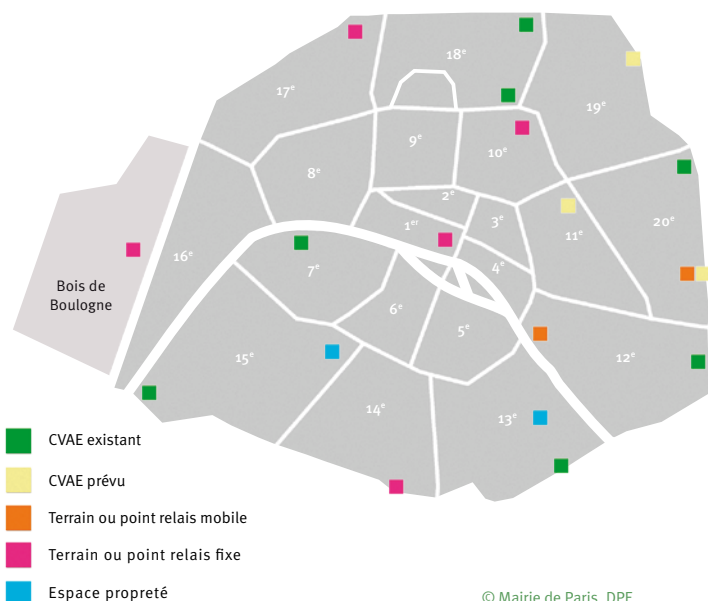 18e
17e
19e
9e
10e
8e
2e
20e
3e
1er
11e
16e
4e
7e
Bois de
Boulogne
6e
5e
15e
12e
14e
13e
CVAE existant
CVAE prévu
Terrain ou point relais mobile
Terrain ou point relais fixe
Espace propreté
© Mairie de Paris, DPE